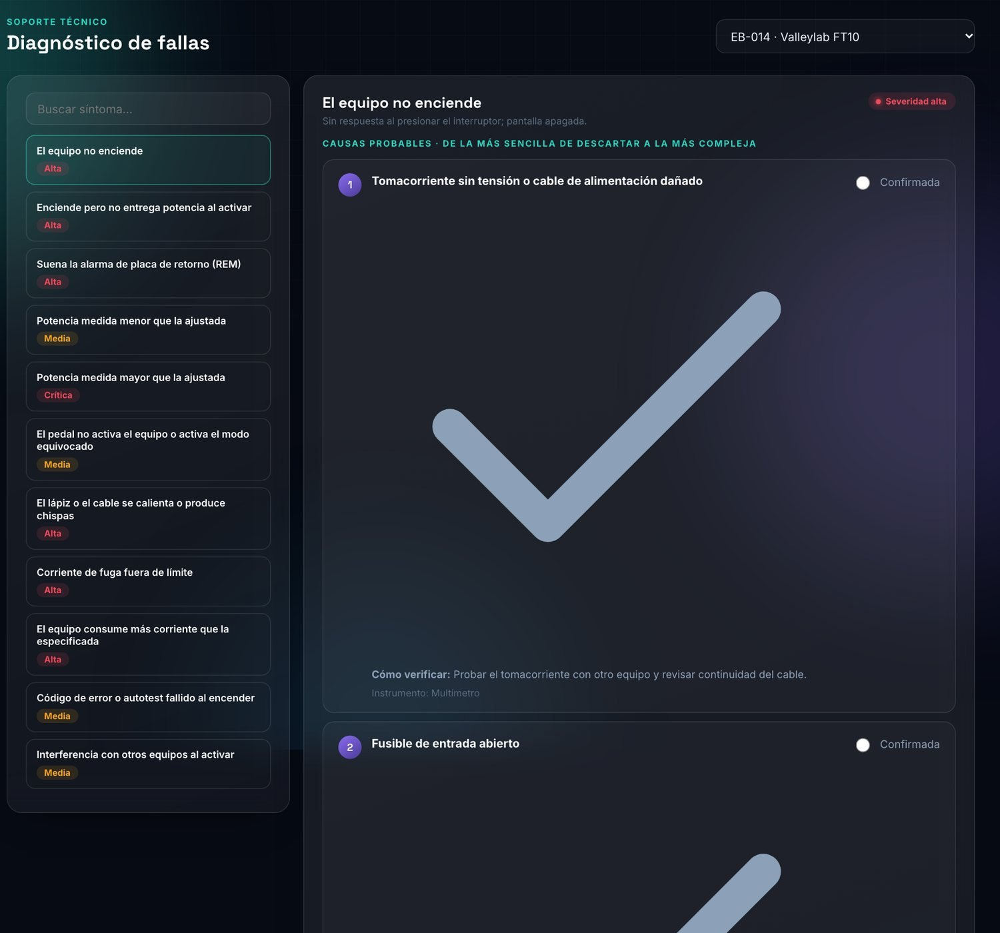 SOPORTE TÉCNICO
Diagnóstico de fallas
EB-014 · Valleylab FT10
Buscar síntoma...
El equipo no enciende
Alta
Enciende pero no entrega potencia al activar
Alta
Suena la alarma de placa de retorno (REM)
Alta
Potencia medida menor que la ajustada
Media
Potencia medida mayor que la ajustada
Crítica
El pedal no activa el equipo o activa el modo
equivocado
Media
El lápiz o el cable se calienta o produce
chispas
Alta
Corriente de fuga fuera de límite
Alta
El equipo consume más corriente que la
especificada
Alta
Código de error o autotest fallido al encender
Media
Interferencia con otros equipos al activar
Media
El equipo no enciende
Severidad alta
Sin respuesta al presionar el interruptor; pantalla apagada.
CAUSAS PROBABLES · DE LA MÁS SENCILLA DE DESCARTAR A LA MÁS COMPLEJA
1 Tomacorriente sin tensión o cable de alimentación dañado
Confirmada
Cómo verificar: Probar el tomacorriente con otro equipo y revisar continuidad del cable.
Instrumento: Multímetro
2 Fusible de entrada abierto
Confirmada